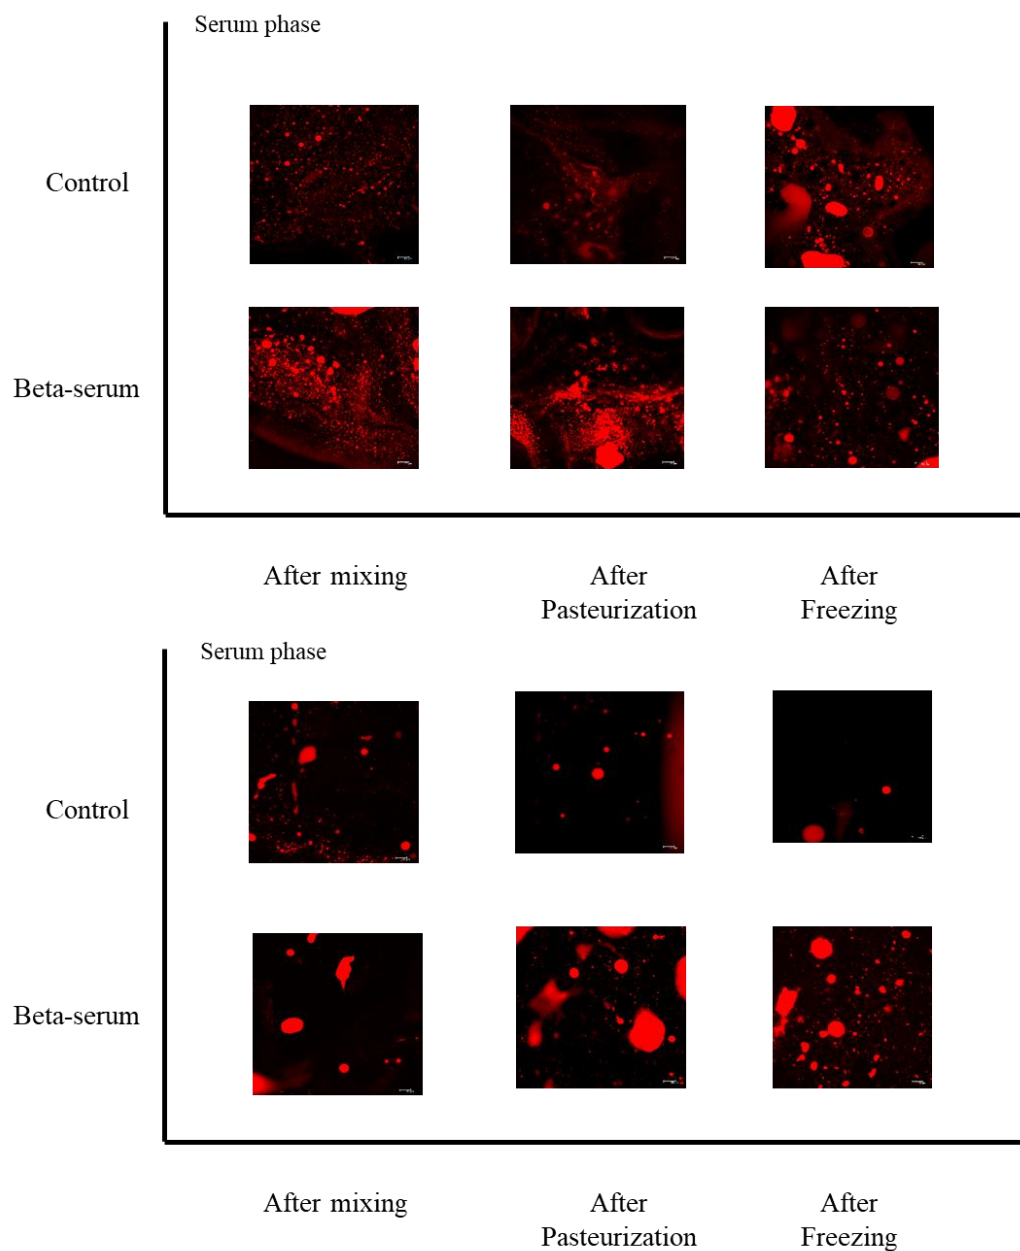 Serum phase
Control
Beta-serum
After mixing
After
Pasteurization
After
Freezing
Serum phase
Control
Beta-serum
After mixing
After
Pasteurization
After
Freezing